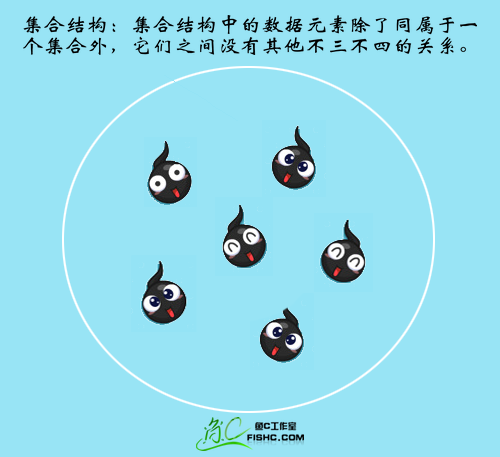 集合结构：集合结构中的数据元素除了同属于一
个集合外，它们之间没有其他不三不四的关系。
鱼C 鱼C工作室
FISHC.COM